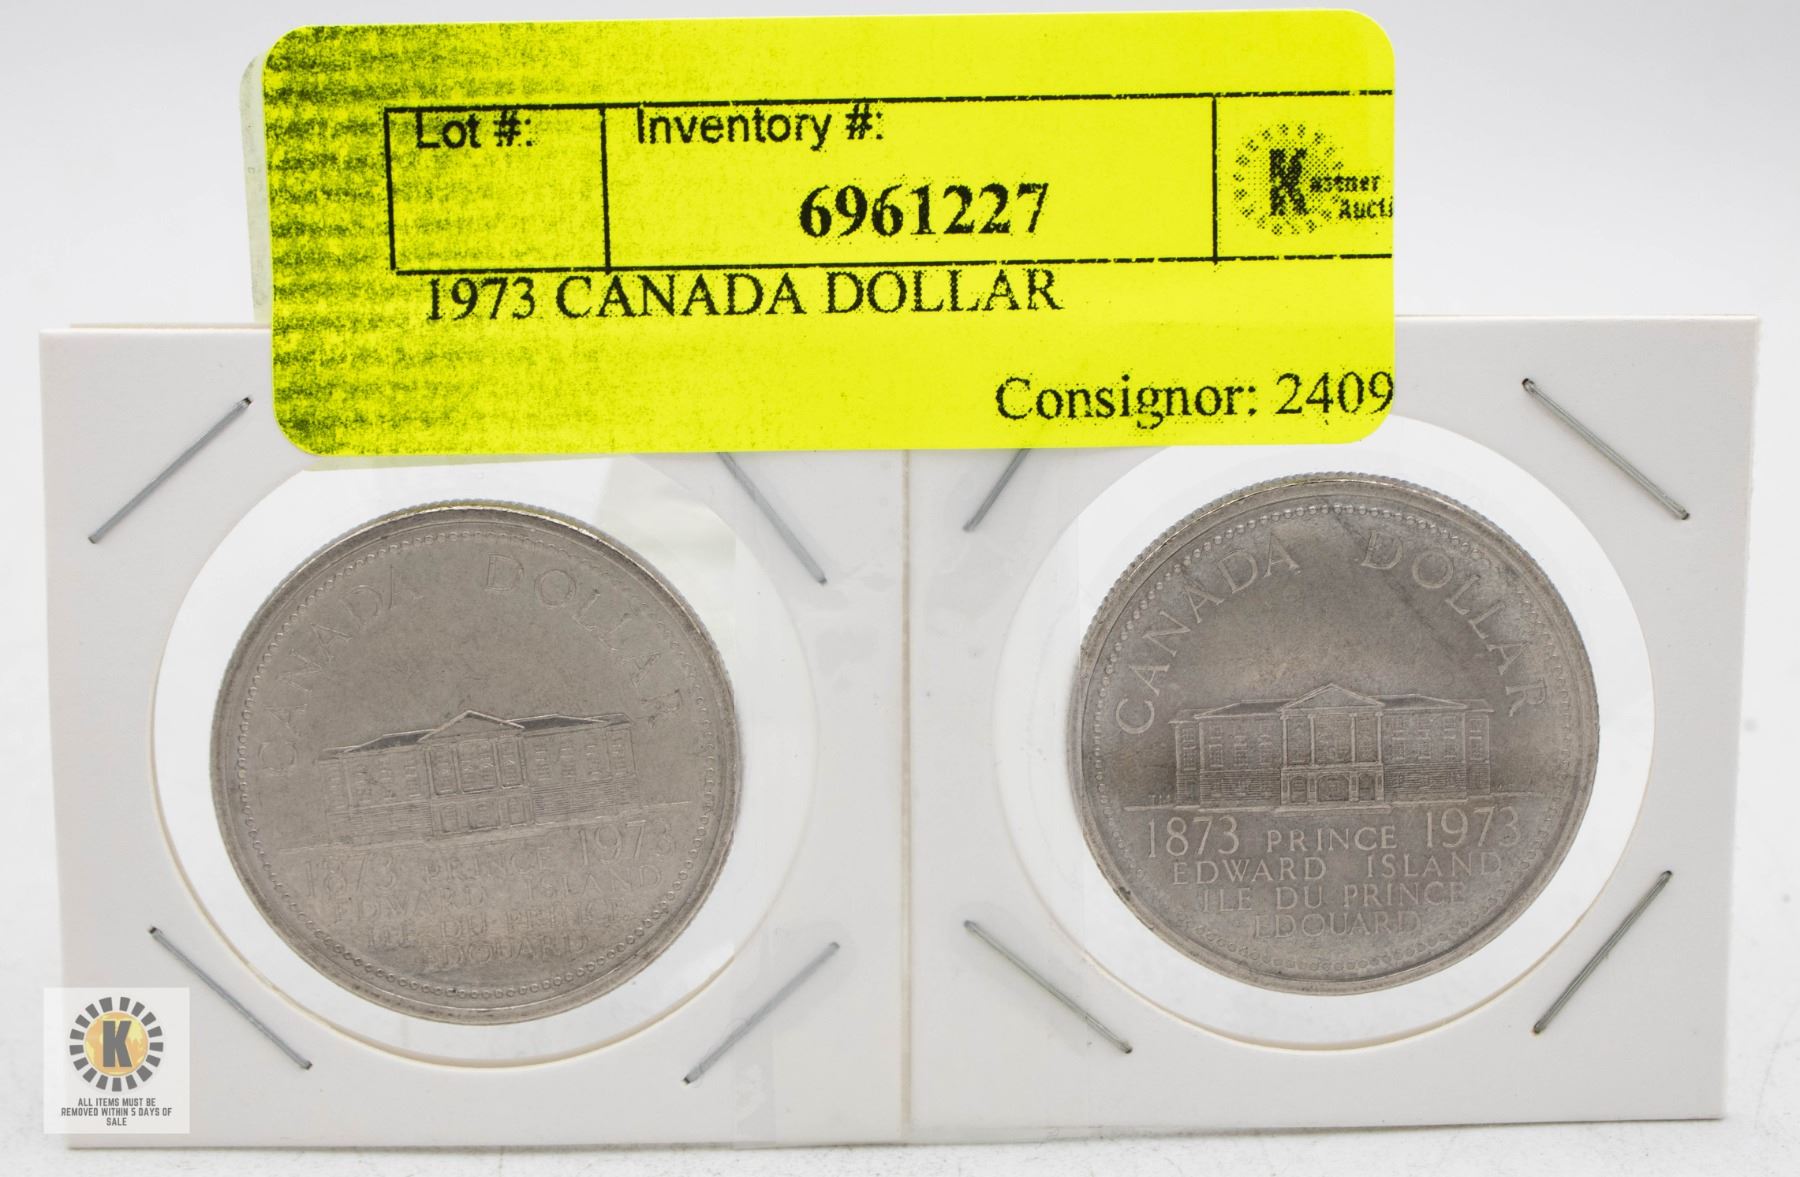 Lot #: Inventory #:
Kastner
Aucti
6961227
1973 CANADA DOLLAR
Consignor: 2409
CANADA DOLLAR
1873 PRINCE 1973
EDWARD ISLAND
ILE DU PRINCE
EDOUARD
CANADA DOLLAR
1873 PRINCE 1973
EDWARD ISLAND
ILE DU PRINCE
EDOUARD
K
ALL ITEMS MUST BE
REMOVED WITHIN 5 DAYS OF
SALE